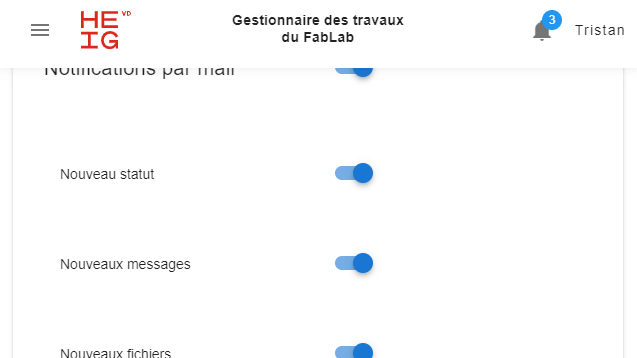 HE VD
IG
Gestionnaire des travaux
du FabLab
3
Tristan
Notifications par mail
Nouveau statut
Nouveaux messages
Nouveaux fichiers